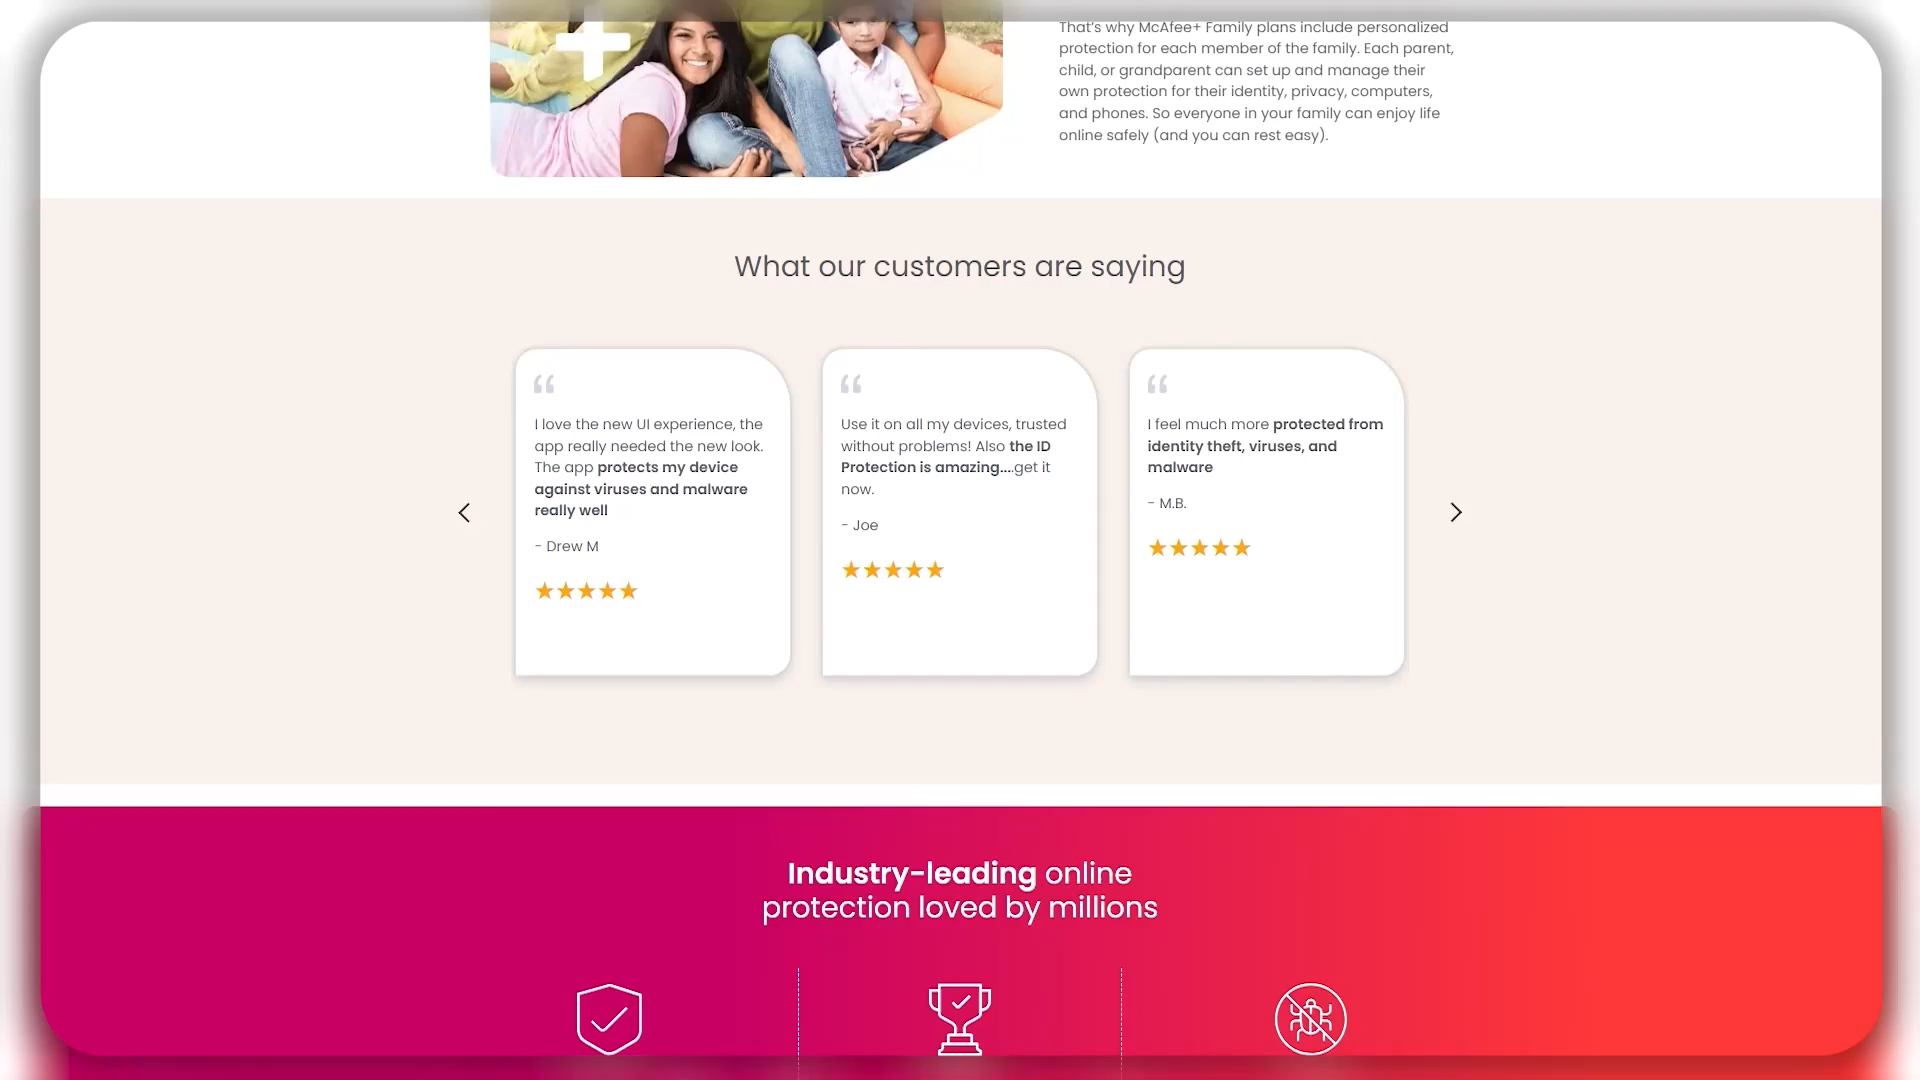 That's why McAfee+ Family plans include personalized
protection for each member of the family. Each parent,
child, or grandparent can set up and manage their
own protection for their identity, privacy, computers,
and phones. So everyone in your family can enjoy life
online safely (and you can rest easy).
What our customers are saying
“
I love the new UI experience, the
app really needed the new look.
The app protects my device
against viruses and malware
really well
- Drew M
“
Use it on all my devices, trusted
without problems! Also the ID
Protection is amazing....get it
now.
- Joe
“
I feel much more protected from
identity theft, viruses, and
malware
- M.B.
Industry-leading online
protection loved by millions